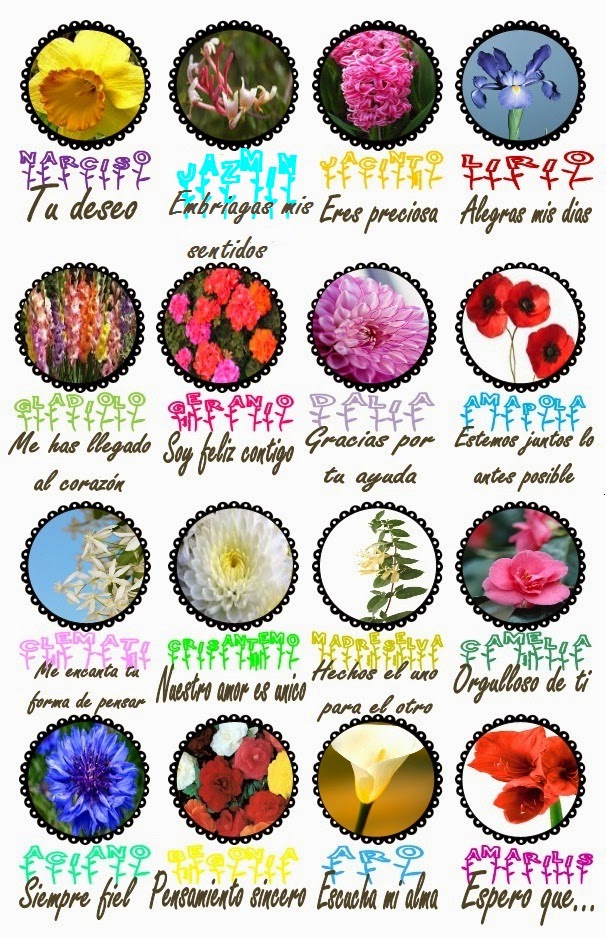 NARCISO
Tu deseo
JAZMIN
Embriagas mis
sentidos
JACINTO
Eres preciosa
LIRIO
Alegras mis dias
GLADIOLO
Me has llegado
al corazón
GERANIO
Soy feliz contigo
DALIA
Gracias por
tu ayuda
AMAPOLA
Estemos juntos lo
antes posible
CLEMATI
Me encanta tu
forma de pensar
CRISANTEMO
Nuestro amor es unico
MADRESELVA
Hechos el uno
para el otro
CAMELIA
Orgulloso de ti
ACIANO
Siempre fiel
BEGONIA
Pensamiento sincero
ARO
Escucha mi alma
AMARILIS
Espero que...